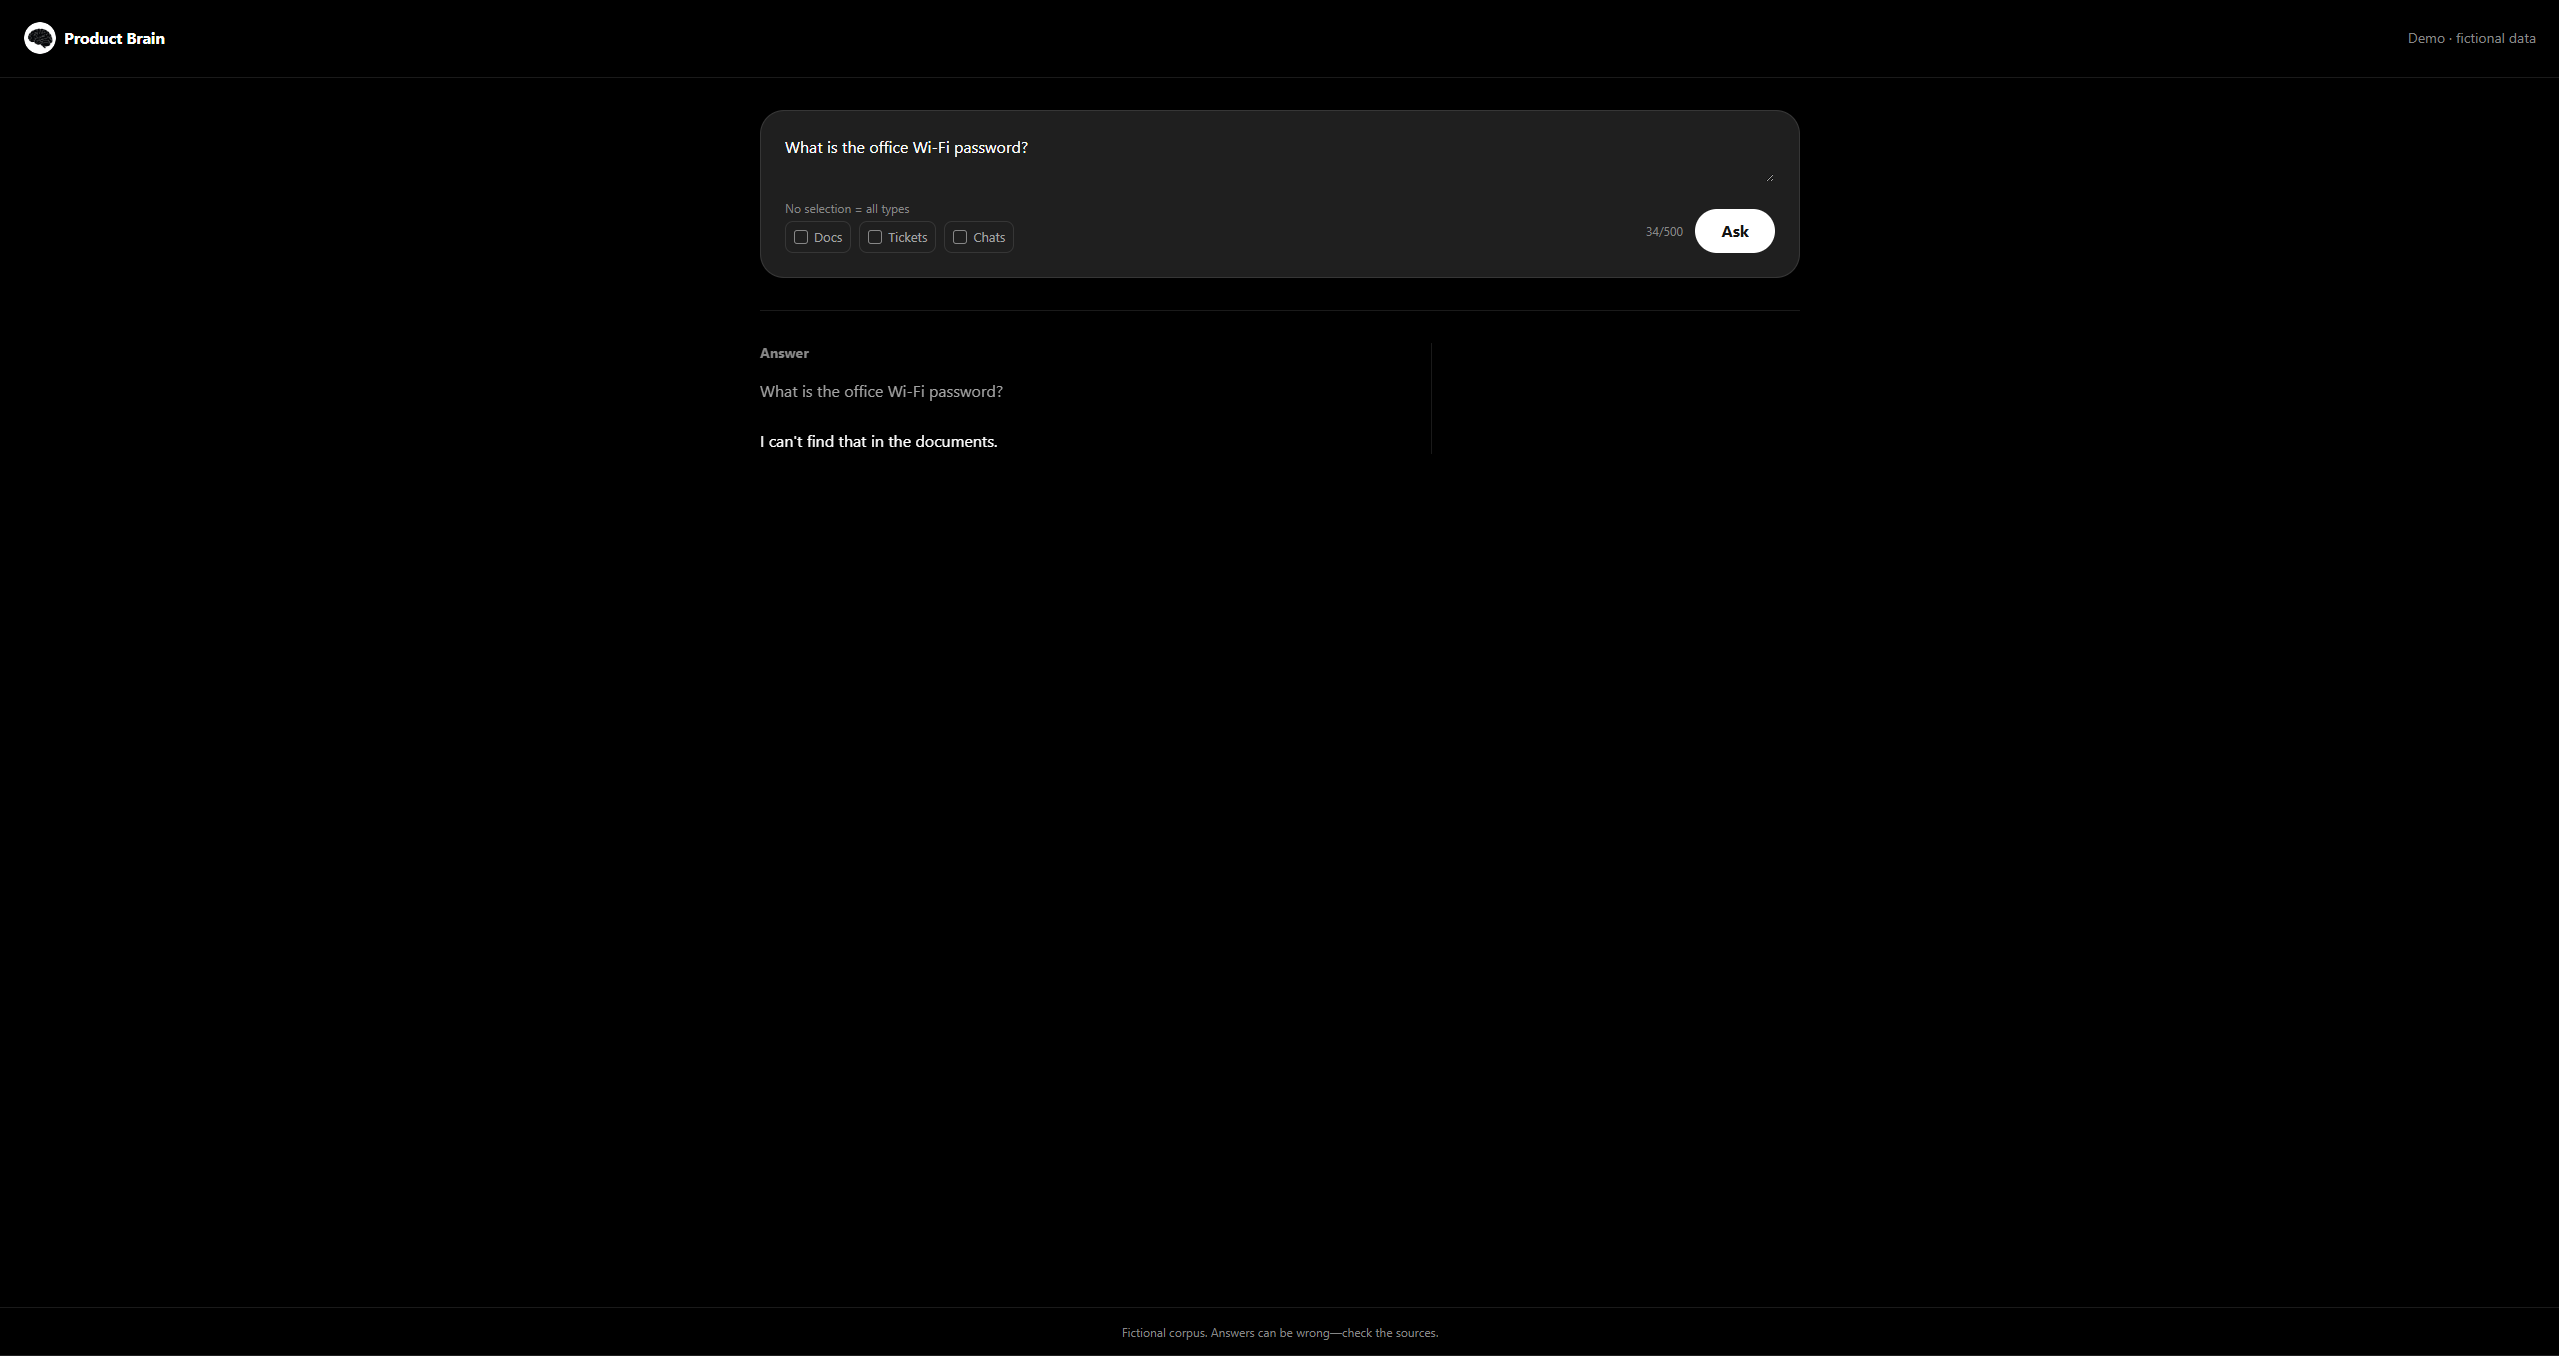 Product Brain
Demo · fictional data
What is the office Wi-Fi password?
No selection = all types
Docs
Tickets
Chats
34/500
Ask
Answer
What is the office Wi-Fi password?
I can't find that in the documents.
Fictional corpus. Answers can be wrong—check the sources.